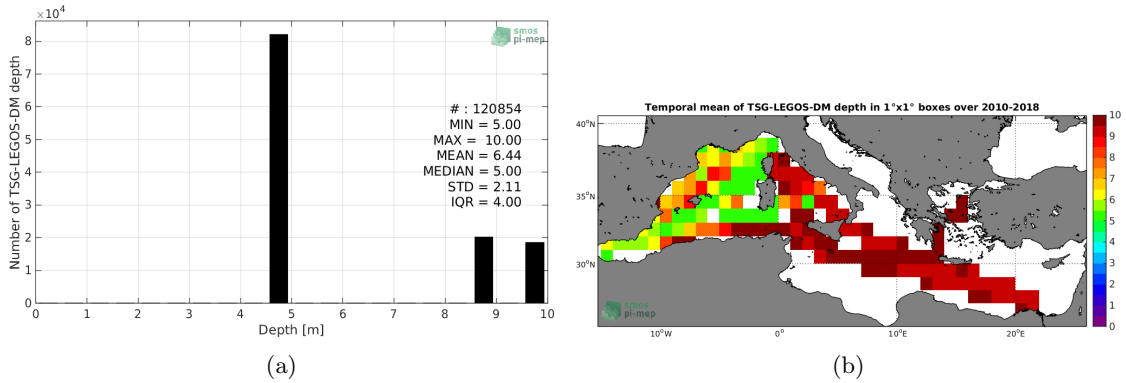 ×10⁴
8
7
6
5
4
3
2
1
0
Number of TSG-LEGOS-DM depth
smos
pi-mep
# : 120854
MIN = 5.00
MAX = 10.00
MEAN = 6.44
MEDIAN = 5.00
STD = 2.11
IQR = 4.00
0 1 2 3 4 5 6 7 8 9 10
Depth [m]
(a)
Temporal mean of TSG-LEGOS-DM depth in 1°x1° boxes over 2010-2018
40°N
35°N
30°N
10°W 0° 10°E 20°E
smos
pi-mep
10
9
8
7
6
5
4
3
2
1
0
(b)